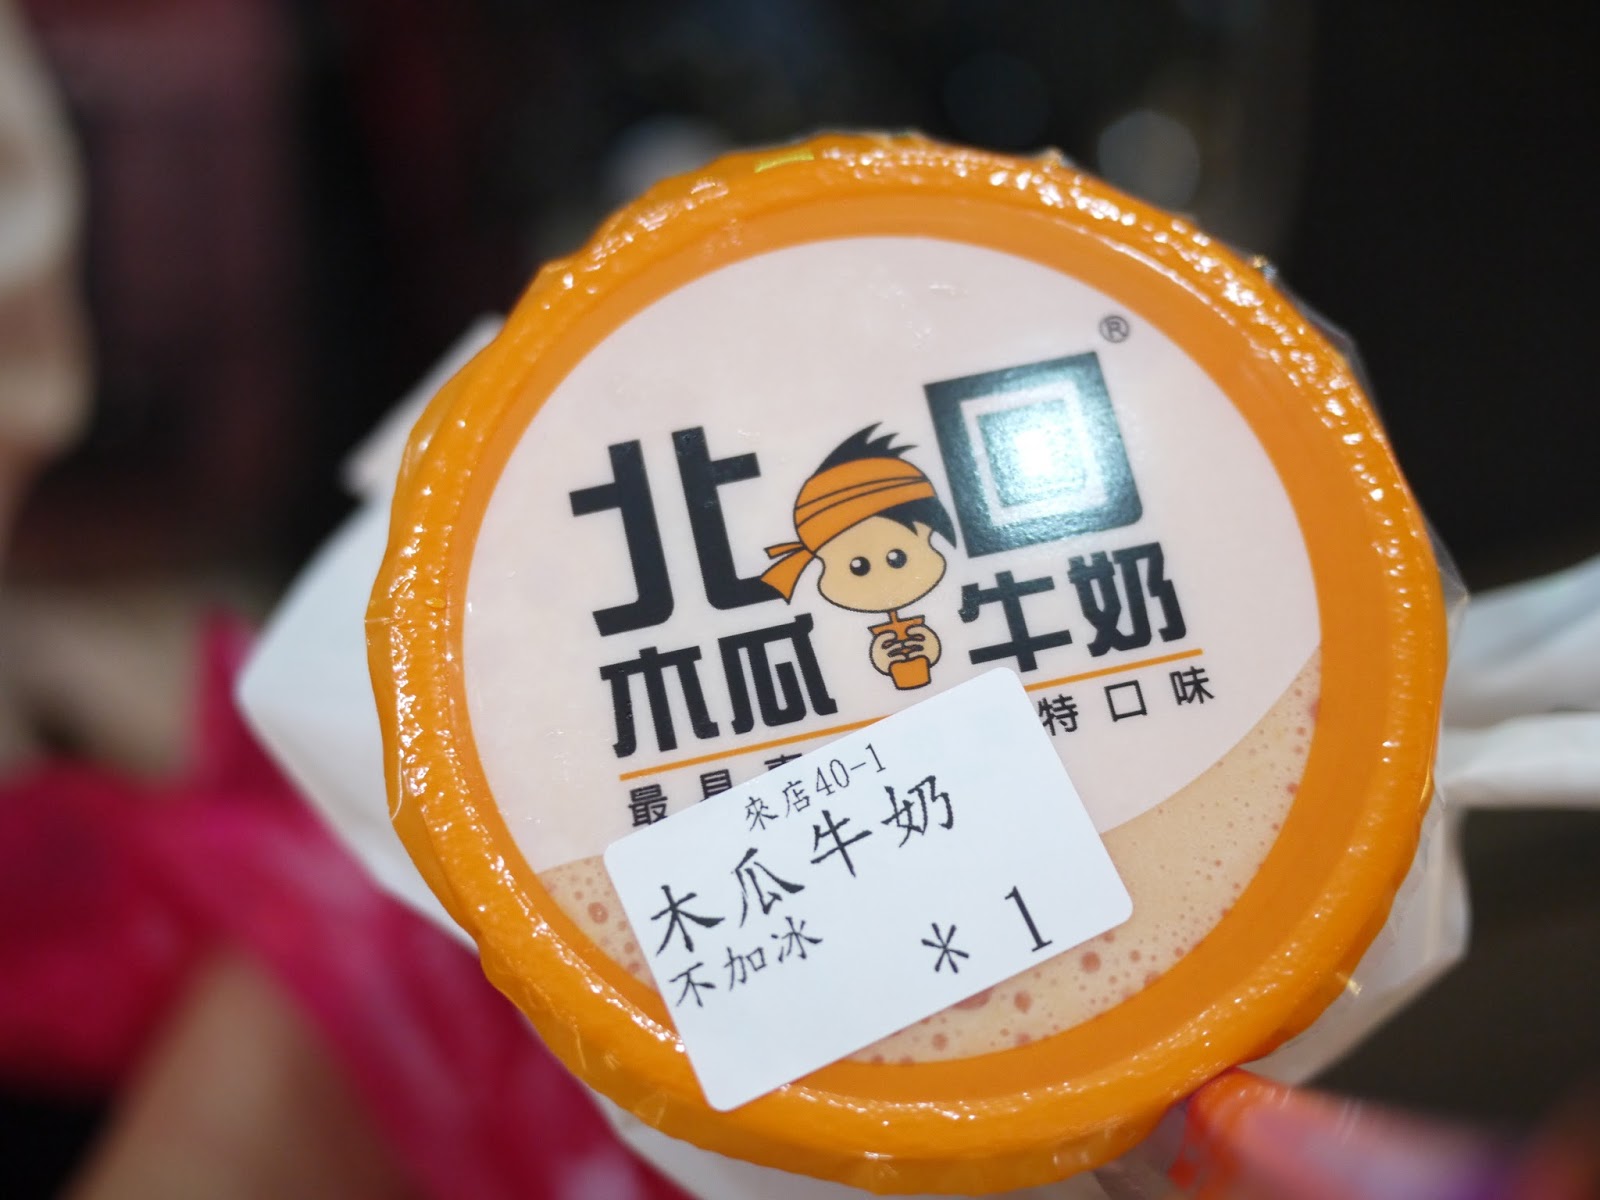 北回®
木瓜牛奶
最具 特口味
來店40-1
木瓜牛奶
不加冰
* 1